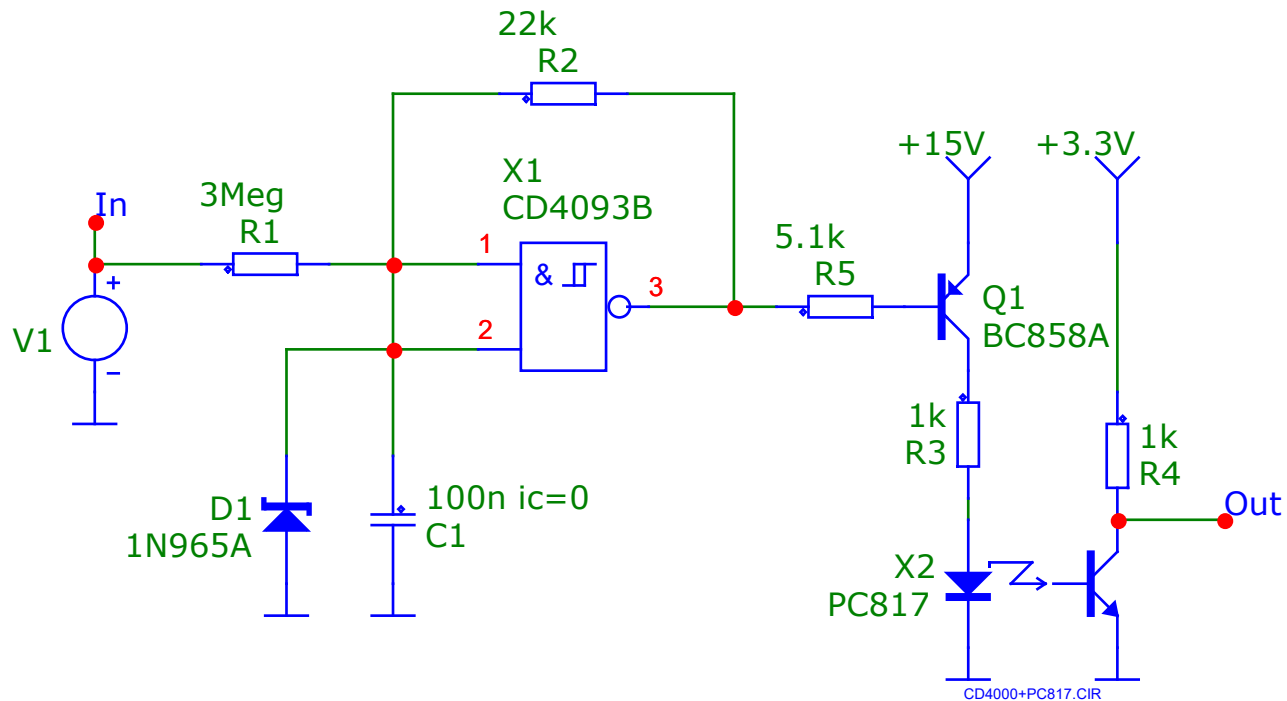 22k
R2
+15V
+3.3V
X1
CD4093B
In
3Meg
R1
1
&
3
5.1k
R5
Q1
BC858A
V1
+
−
2
1k
R3
1k
R4
D1
1N965A
100n ic=0
C1
Out
X2
PC817
CD4000+PC817.CIR